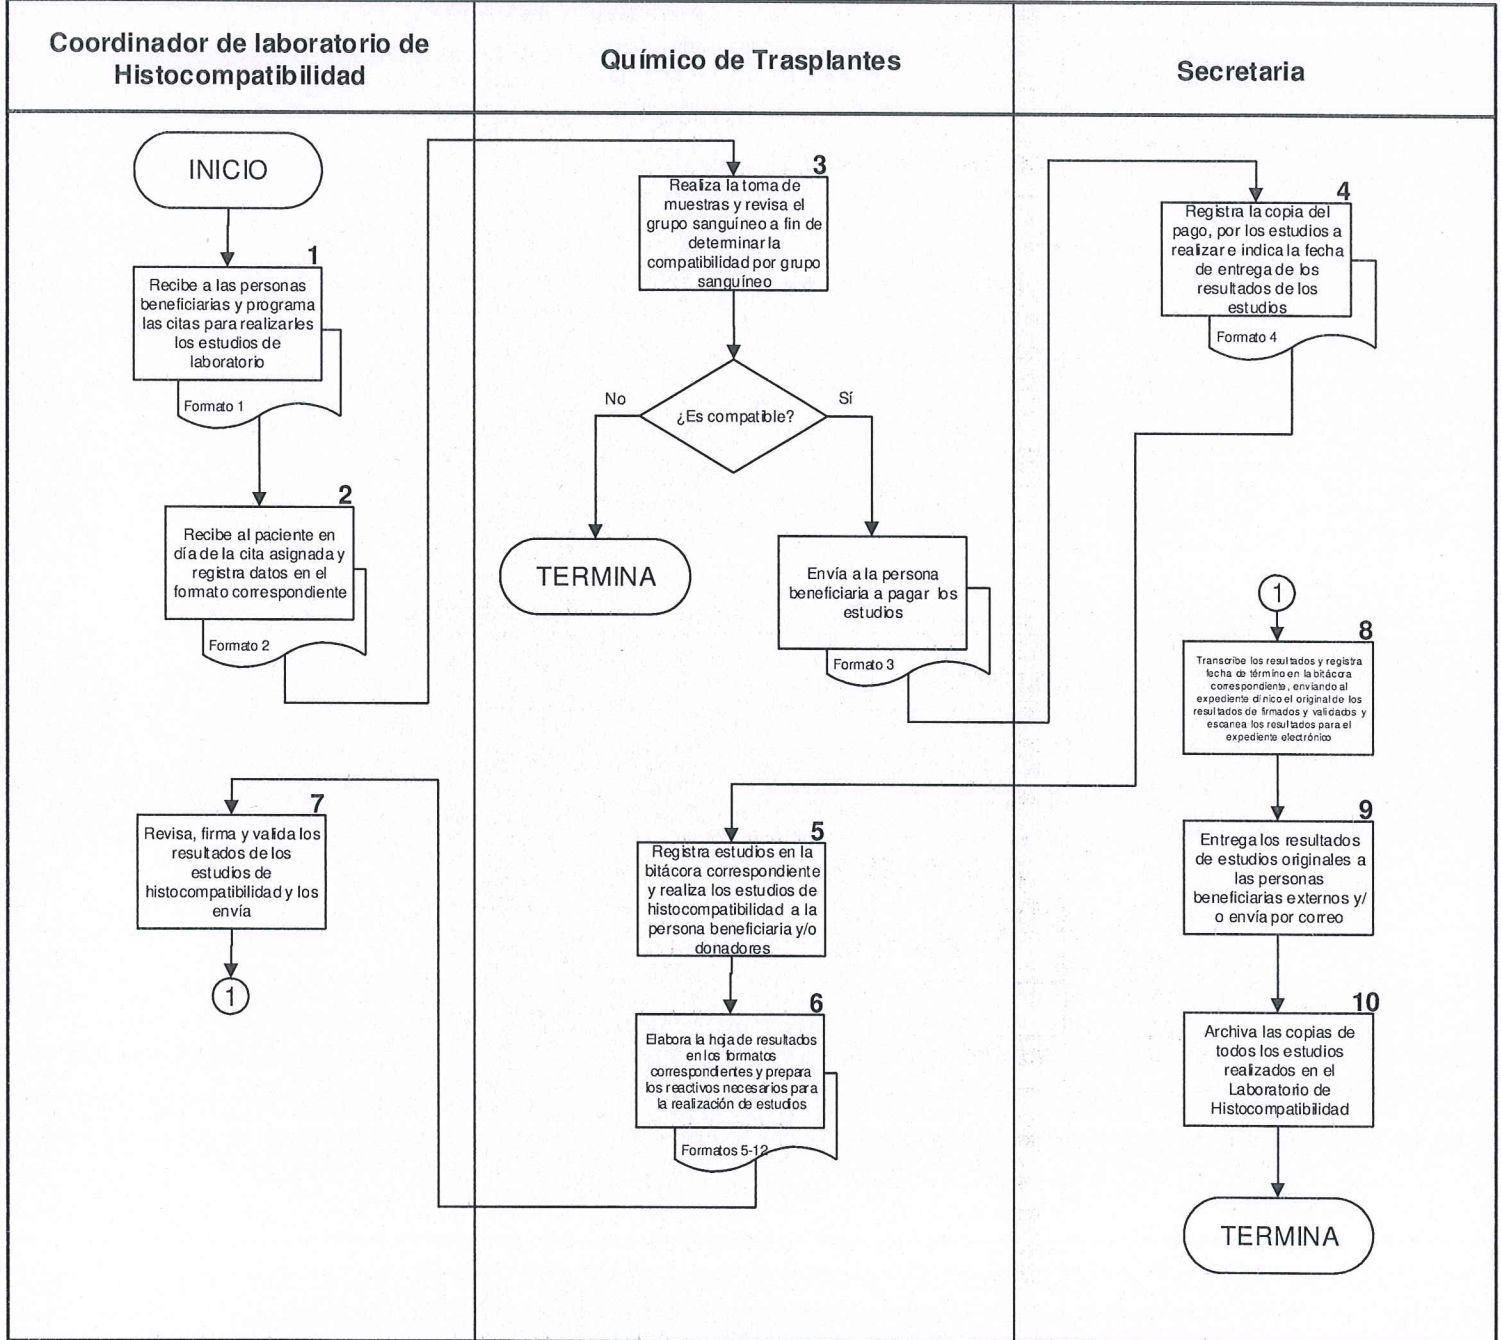 Coordinador de laboratorio de
Histocompatibilidad
Químico de Trasplantes
Secretaria
INICIO
1
Recibe a las personas
beneficiarias y programa
las citas para realizarles
los estudios de
laboratorio
Formato 1
2
Recibe al paciente en
día de la cita asignada y
registra datos en el
formato correspondiente
Formato 2
3
Realiza la toma de
muestras y revisa el
grupo sanguíneo a fin de
determinar la
compatibilidad por grupo
sanguíneo
¿Es compatible?
No
Sí
TERMINA
Envía a la persona
beneficiaria a pagar los
estudios
Formato 3
4
Registra la copia del
pago, por los estudios a
realizar e indica la fecha
de entrega de los
resultados de los
estudios
Formato 4
5
Registra estudios en la
bitácora correspondiente
y realiza los estudios de
histocompatibilidad a la
persona beneficiaria y/o
donadores
6
Elabora la hoja de resultados
en los formatos
correspondientes y prepara
los reactivos necesarios para
la realización de estudios
Formatos 5-12
7
Revisa, firma y valida los
resultados de los
estudios de
histocompatibilidad y los
envía
1
1
8
Transcribe los resultados y registra
fecha de término en la bitácora
correspondiente, enviando al
expediente clínico el original de los
resultados de firmados y validados y
escanea los resultados para el
expediente electrónico
9
Entrega los resultados
de estudios originales a
las personas
beneficiarias externos y/
o envía por correo
10
Archiva las copias de
todos los estudios
realizados en el
Laboratorio de
Histocompatibilidad
TERMINA